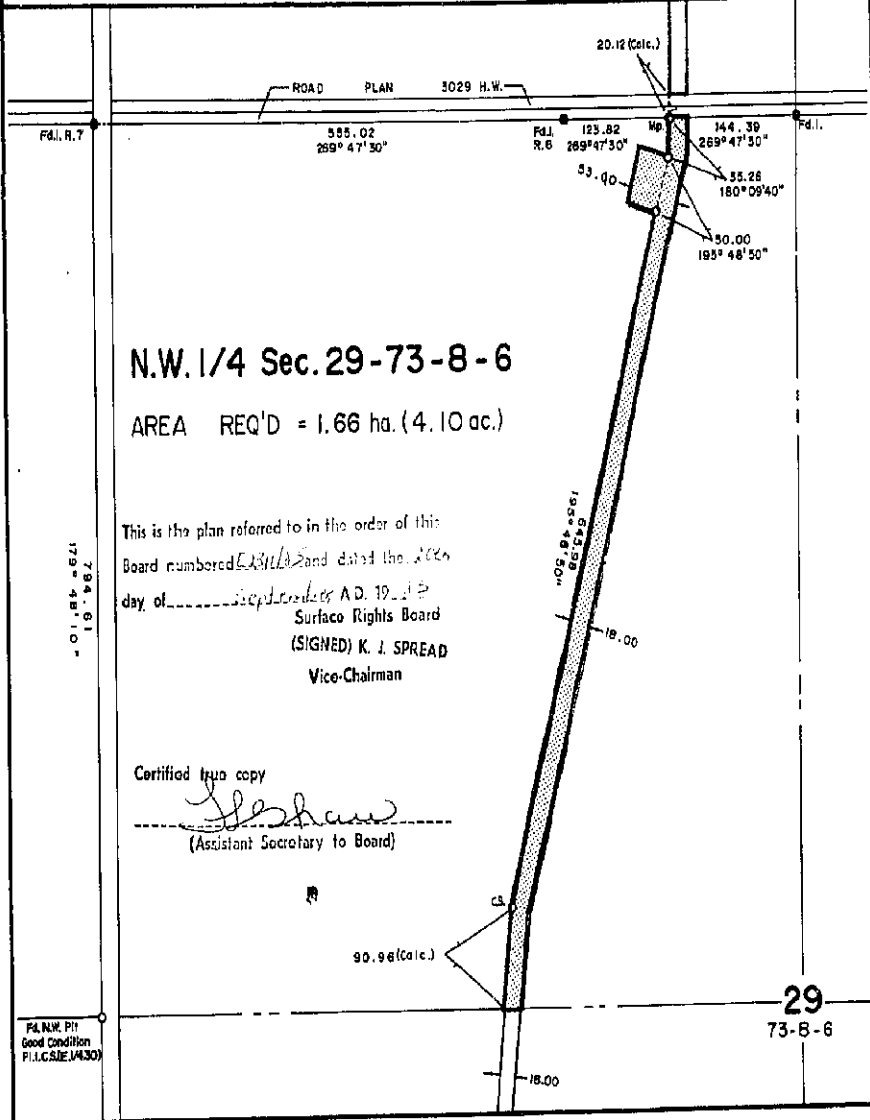 20.12 (Calc.)
ROAD PLAN 3029 H.W.
Fd.I. R.7
555.02
269° 47' 30"
Fd.I.
R.6
123.82
269° 47' 30"
Mp.
144.39
269° 47' 30"
Fd.I.
53.00
35.26
180° 09' 40"
50.00
195° 48' 50"
N.W. 1/4 Sec. 29-73-8-6
AREA REQ'D = 1.66 ha. (4.10 ac.)
This is the plan referred to in the order of this
Board numbered and dated the
day of September A.D. 19
Surface Rights Board
(SIGNED) K. J. SPREAD
Vice-Chairman
794.61
179° 48' 10"
643.98
195° 48' 50"
18.00
Certified true copy
(Assistant Secretary to Board)
CS.
90.96 (Calc.)
Fd. N.W. Pit
Good Condition
29
73-8-6
18.00